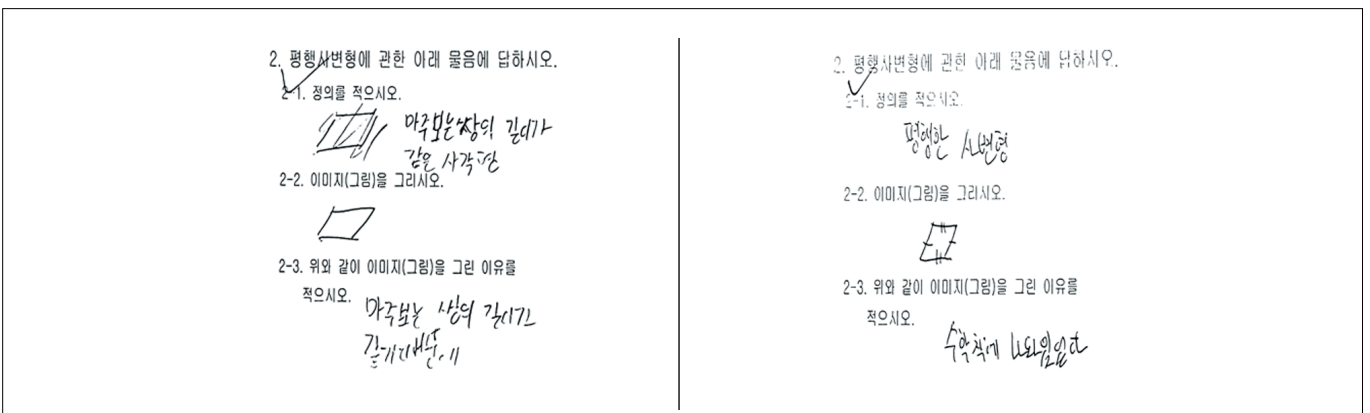 2. 평행사변형에 관한 아래 물음에 답하시오.
2-1. 정의를 적으시오.
마주보는 쌍의 길이가
같은 사각형
2-2. 이미지(그림)을 그리시오.
2-3. 위와 같이 이미지(그림)을 그린 이유를
적으시오.
마주보는 쌍의 길이가
같기 때문에
2. 평행사변형에 관한 아래 물음에 답하시오.
2-1. 정의를 적으시오.
평행한 사변형
2-2. 이미지(그림)을 그리시오.
2-3. 위와 같이 이미지(그림)을 그린 이유를
적으시오.
수학책에